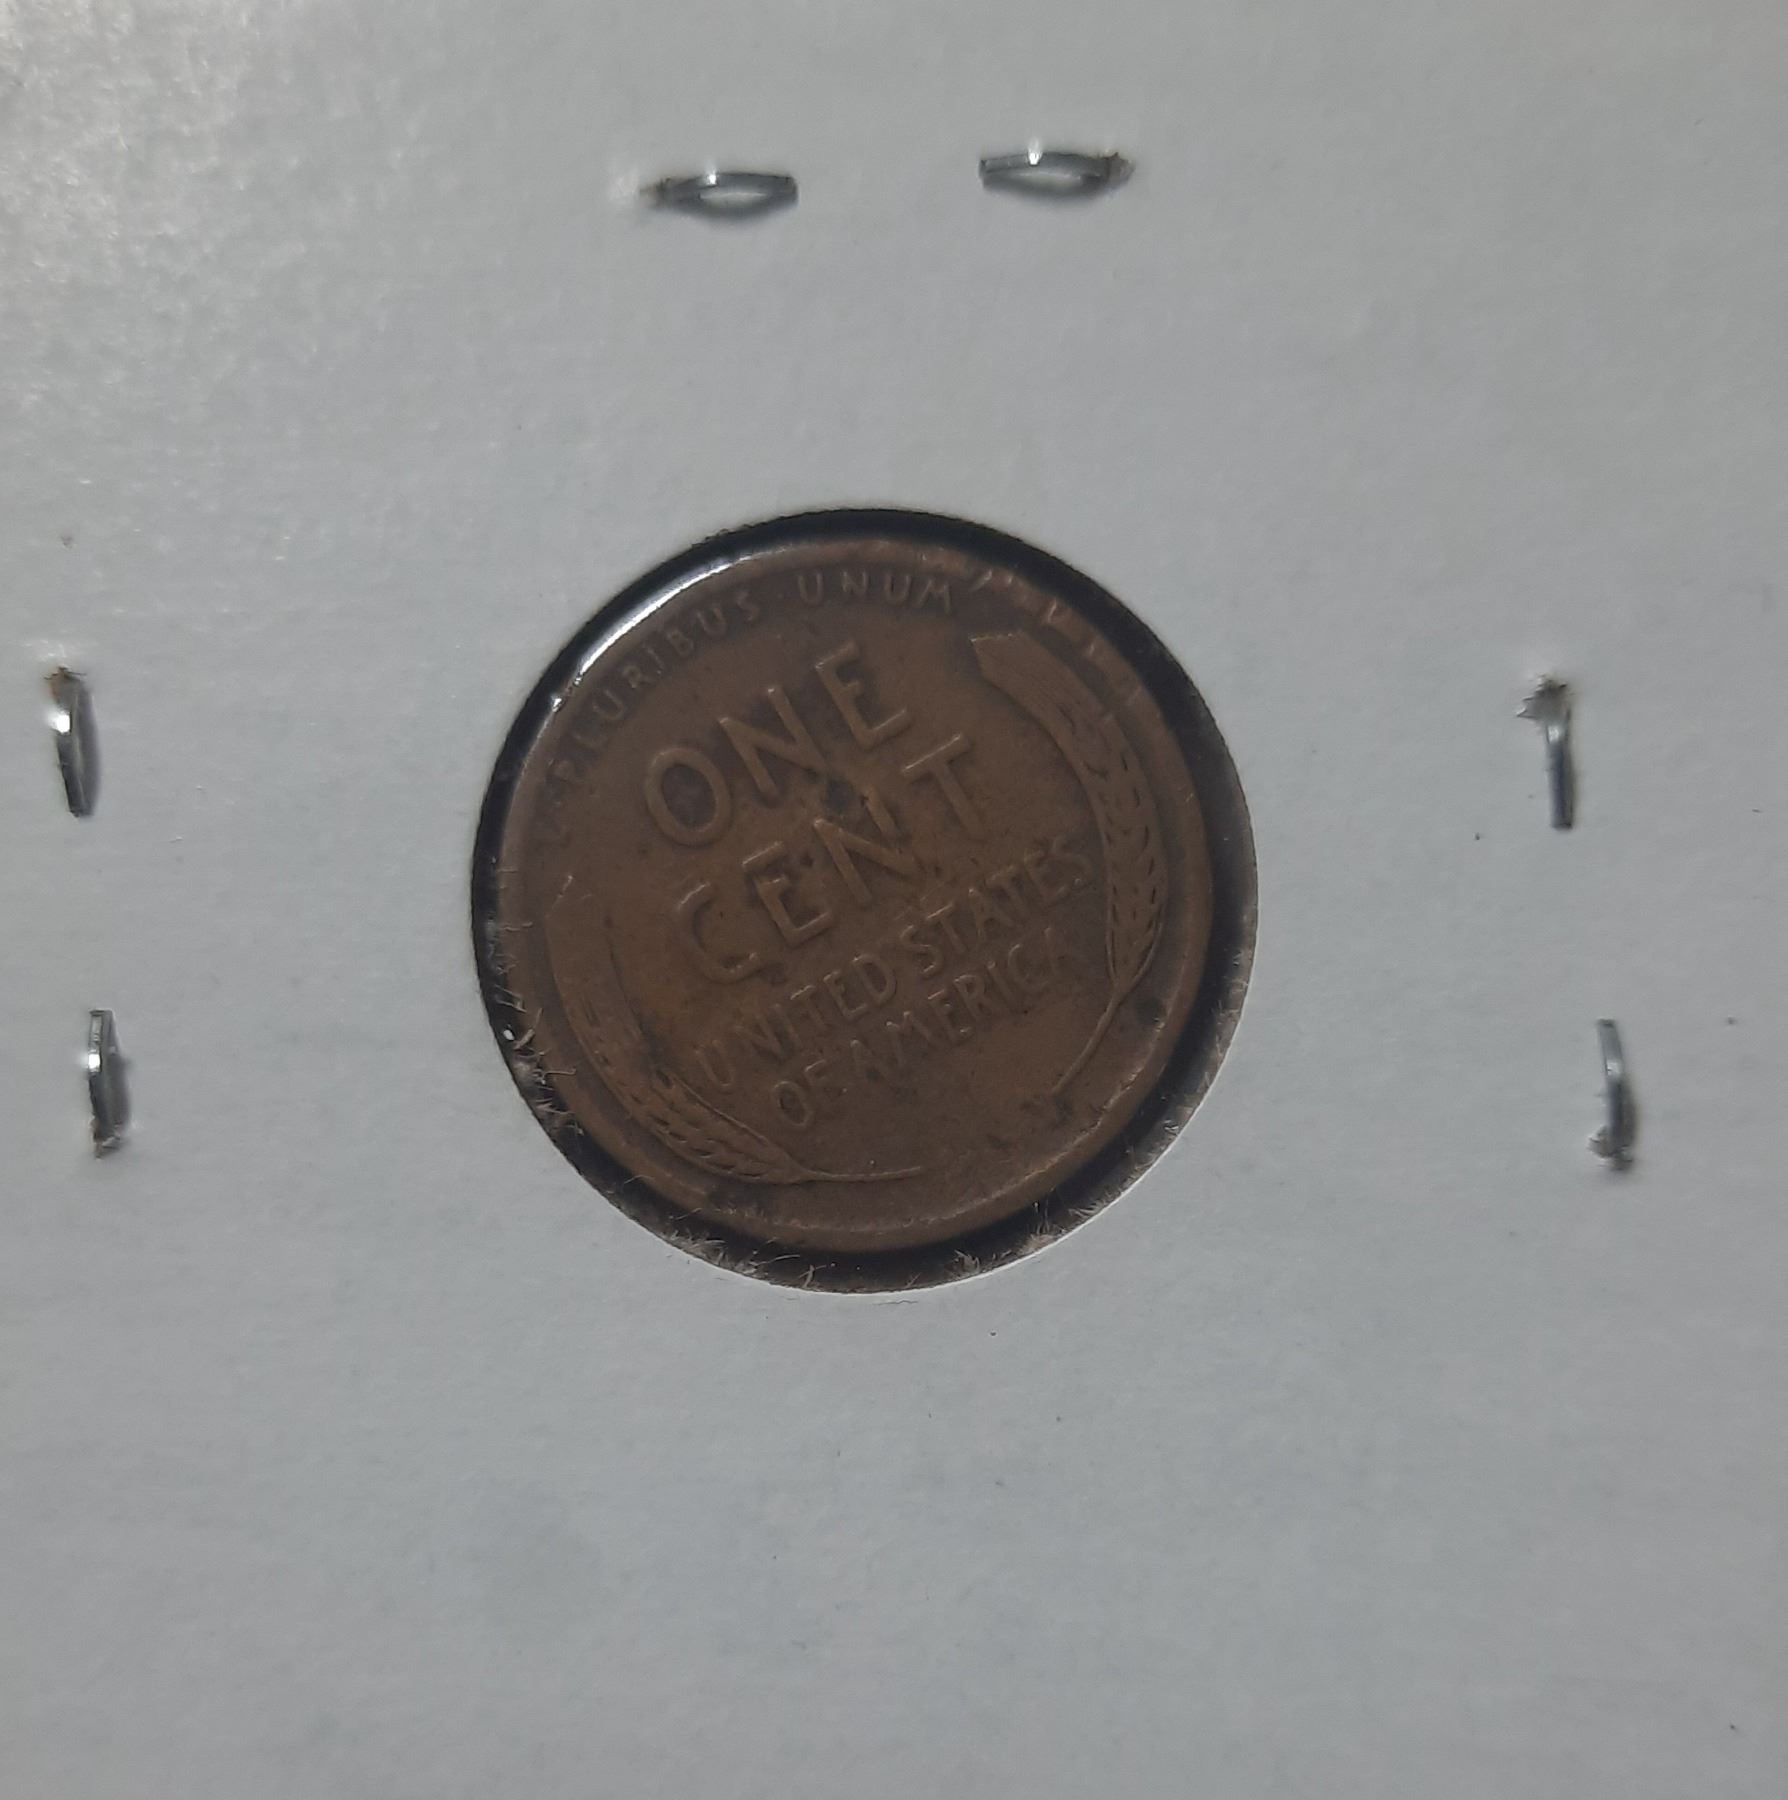 E · PLURIBUS · UNUM
ONE
CENT
UNITED STATES
OF AMERICA